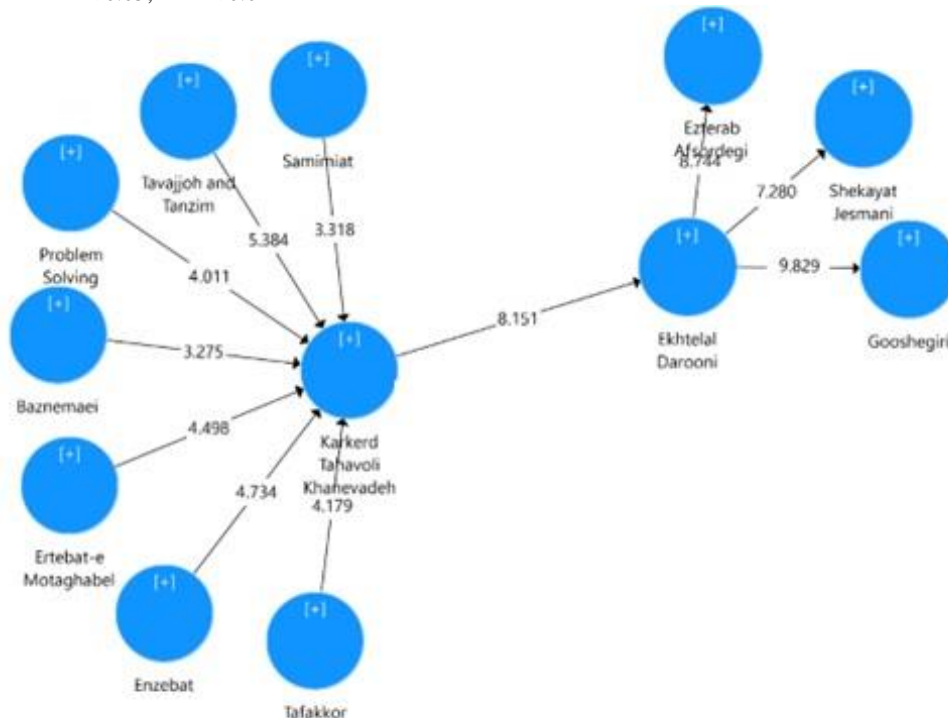 [+]
Ezterab
Afsordegi
8.744
[+]
Samimiat
3.318
[+]
Tavajjoh and
Tanzim
5.384
[+]
Shekayat
Jesmani
7.280
[+]
Problem
Solving
4.011
[+]
Ekhtelal
Darooni
8.151
[+]
Gooshegiri
9.829
[+]
Baznemaei
3.275
[+]
Karkerd
Tahavoli
Khanevadeh
[+]
Ertebat-e
Motaghabel
4.498
[+]
Enzebat
4.734
[+]
Tafakkor
4.179